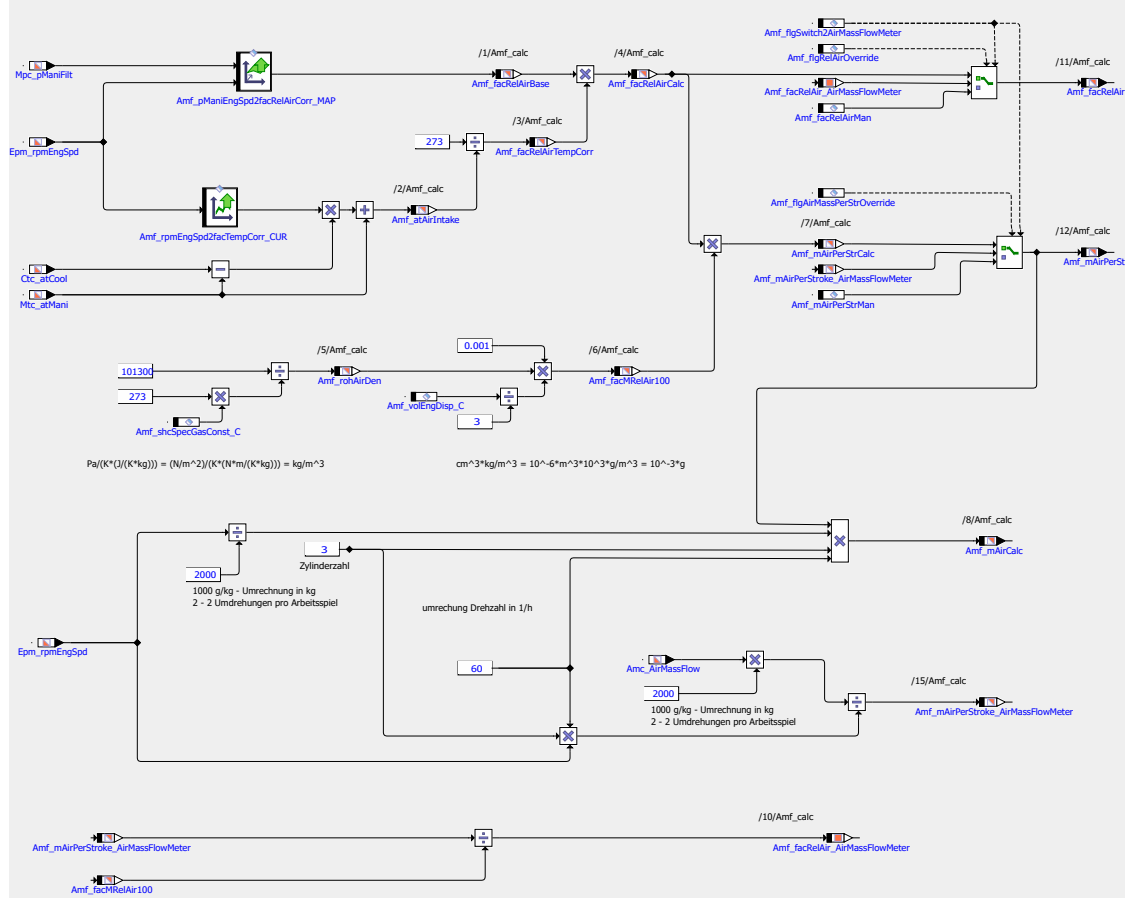 Amf_flgSwitch2AirMassFlowMeter
/1/Amf_calc
/4/Amf_calc
Amf_flgRelAirOverride
/11/Amf_calc
Mpc_pManiFilt
Amf_facRelAirBase
Amf_facRelAirCalc
Amf_facRelAir_AirMassFlowMeter
Amf_facRelAir
Amf_pManiEngSpd2facRelAirCorr_MAP
Amf_facRelAirMan
/3/Amf_calc
273
Epm_rpmEngSpd
Amf_facRelAirTempCorr
/2/Amf_calc
Amf_flgAirMassPerStrOverride
Amf_atAirIntake
/7/Amf_calc
/12/Amf_calc
Amf_rpmEngSpd2facTempCorr_CUR
Amf_mAirPerStrCalc
Amf_mAirPerSt
Ctc_atCool
Amf_mAirPerStroke_AirMassFlowMeter
Mtc_atMani
Amf_mAirPerStrMan
0.001
/5/Amf_calc
/6/Amf_calc
101300
Amf_rohAirDen
Amf_facMRelAir100
273
Amf_volEngDisp_C
3
Amf_shcSpecGasConst_C
Pa/(K*(J/(K*kg))) = (N/m^2)/(K*(N*m/(K*kg))) = kg/m^3
cm^3*kg/m^3 = 10^-6*m^3*10^3*g/m^3 = 10^-3*g
/8/Amf_calc
3
Amf_mAirCalc
Zylinderzahl
2000
1000 g/kg - Umrechnung in kg
2 - 2 Umdrehungen pro Arbeitsspiel
umrechung Drehzahl in 1/h
Epm_rpmEngSpd
60
Amc_AirMassFlow
/15/Amf_calc
2000
1000 g/kg - Umrechnung in kg
2 - 2 Umdrehungen pro Arbeitsspiel
Amf_mAirPerStroke_AirMassFlowMeter
/10/Amf_calc
Amf_mAirPerStroke_AirMassFlowMeter
Amf_facRelAir_AirMassFlowMeter
Amf_facMRelAir100